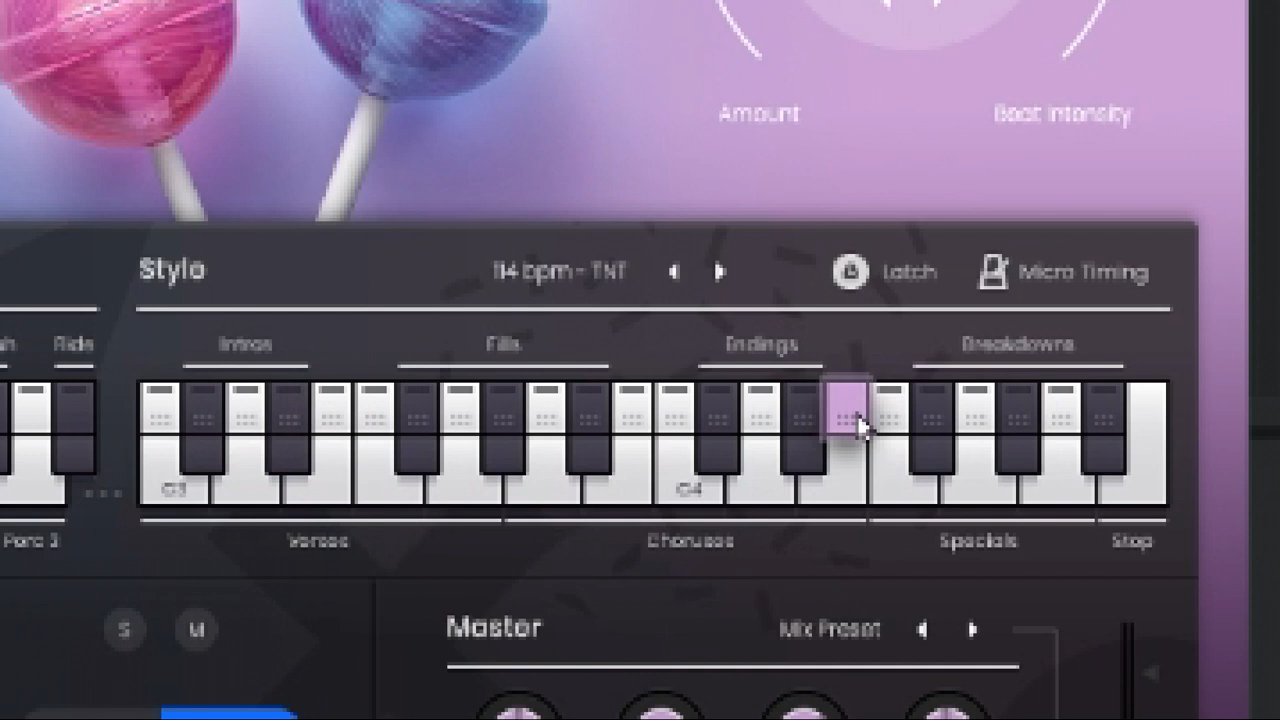 Amount
Beat Intensity
Style
114 bpm - TNT
Latch
Micro Timing
Ride
Intros
Fills
Endings
Breakdowns
C3
C4
Perc 3
Verses
Choruses
Specials
Stop
S
M
Master
Mix Preset